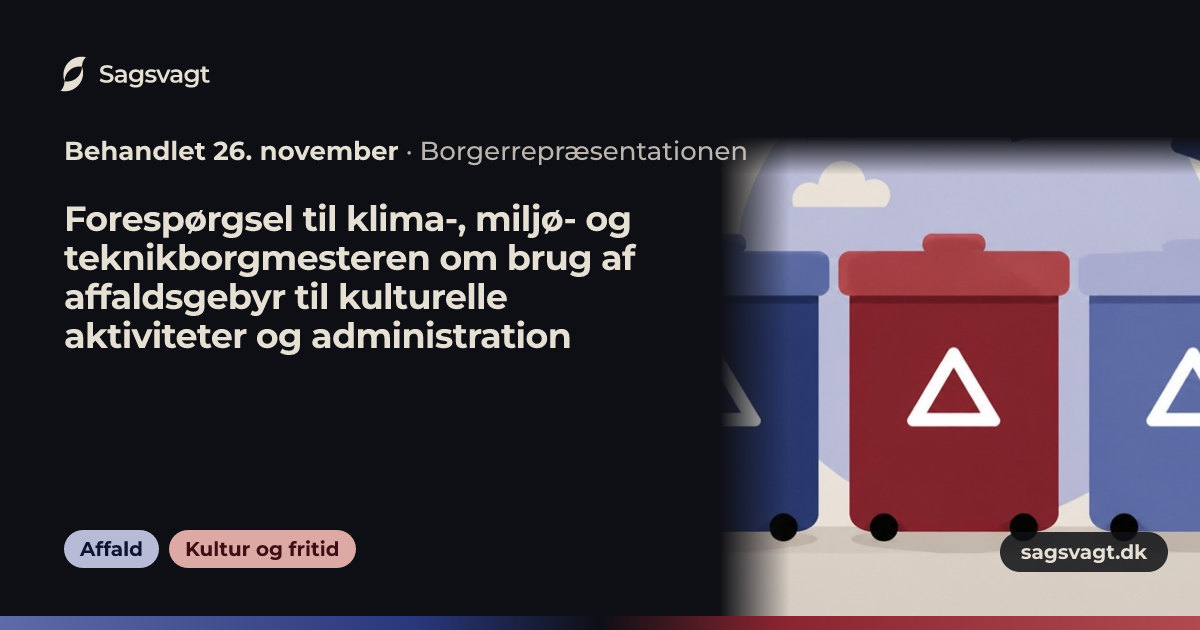 Sagsvagt
Behandlet 26. november · Borgerrepræsentationen
Forespørgsel til klima-, miljø- og
teknikborgmesteren om brug af
affaldsgebyr til kulturelle
aktiviteter og administration
Affald
Kultur og fritid
sagsvagt.dk